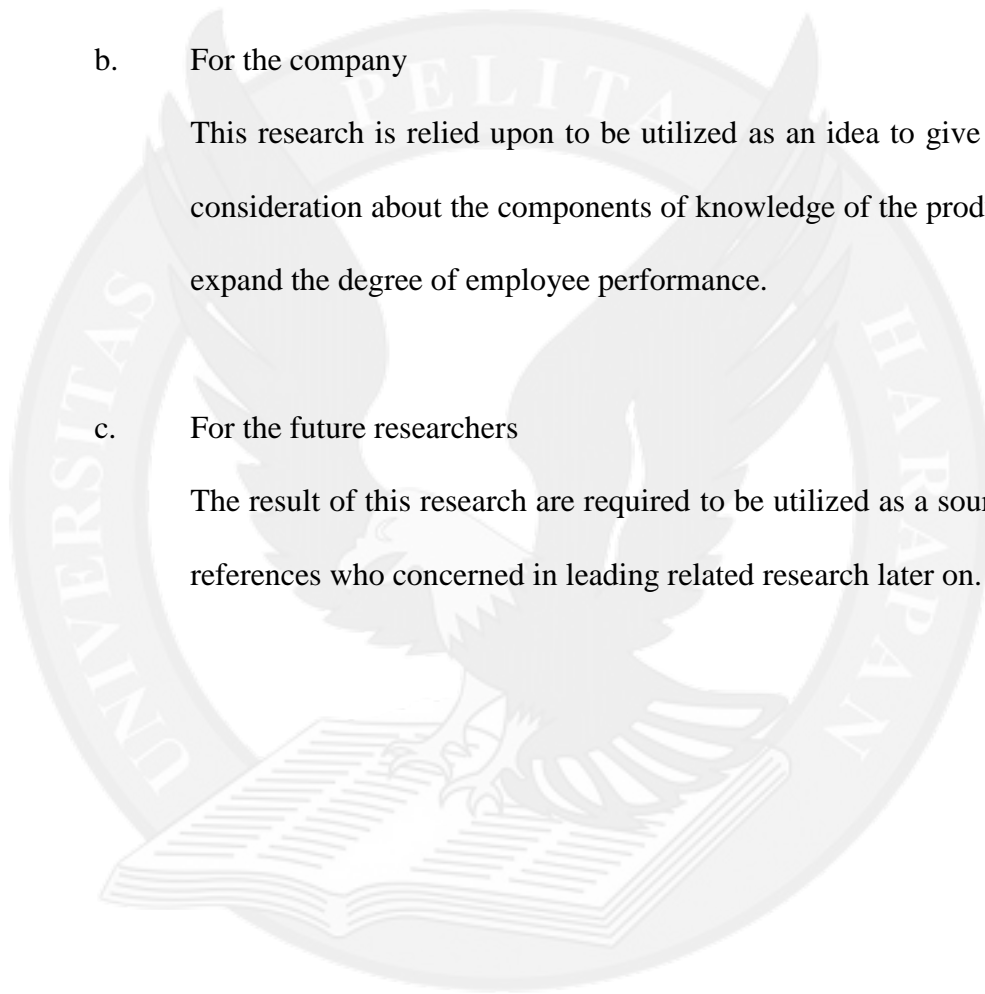 b. For the company
This research is relied upon to be utilized as an idea to give
consideration about the components of knowledge of the prod
expand the degree of employee performance.
c. For the future researchers
The result of this research are required to be utilized as a sour
references who concerned in leading related research later on.
UNIVERSITAS PELITA HARAPAN